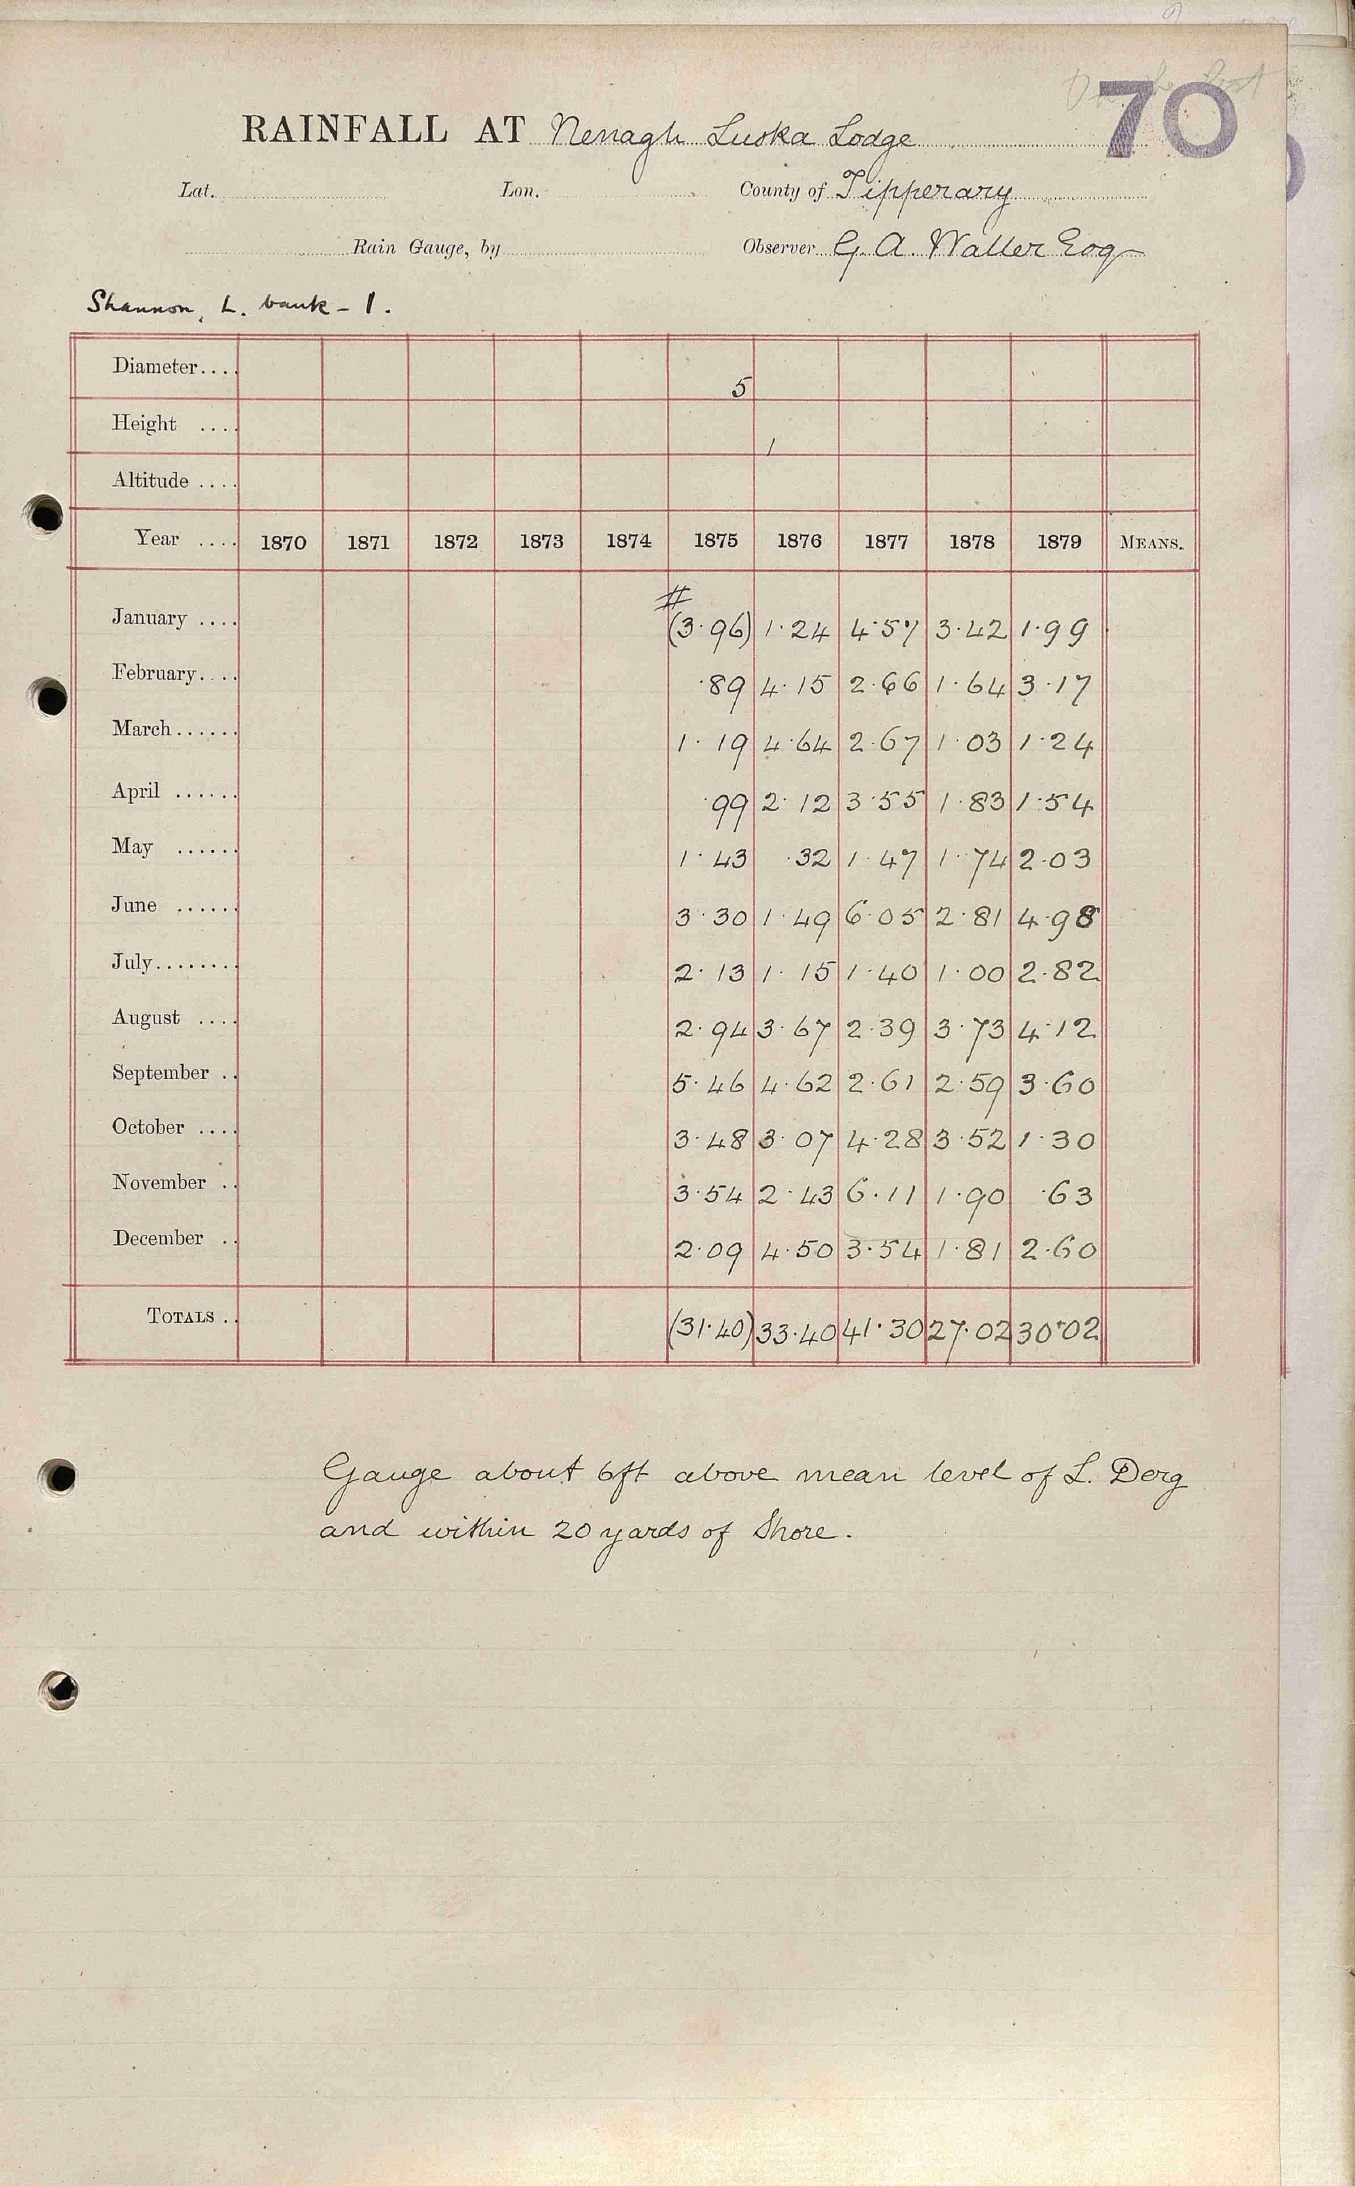 70
RAINFALL AT Nenagh Luska Lodge
Lat. Lon. County of Tipperary
Rain Gauge, by Observer G. A. Waller Esq
Shannon, L. bank - 1.
Diameter.... 5
Height .... 1
Altitude ....
Year .... 1870 1871 1872 1873 1874 1875 1876 1877 1878 1879 MEANS.
#
January .... (3·96) 1·24 4·57 3·42 1·99
February.... ·89 4·15 2·66 1·64 3·17
March...... 1·19 4·64 2·67 1·03 1·24
April ...... ·99 2·12 3·55 1·83 1·54
May ...... 1·43 ·32 1·47 1·74 2·03
June ...... 3·30 1·49 6·05 2·81 4·98
July........ 2·13 1·15 1·40 1·00 2·82
August .... 2·94 3·67 2·39 3·73 4·12
September .. 5·46 4·62 2·61 2·59 3·60
October .... 3·48 3·07 4·28 3·52 1·30
November .. 3·54 2·43 6·11 1·90 ·63
December .. 2·09 4·50 3·54 1·81 2·60
TOTALS .. (31·40) 33·40 41·30 27·02 30·02
Gauge about 6ft above mean level of L. Derg
and within 20 yards of Shore.